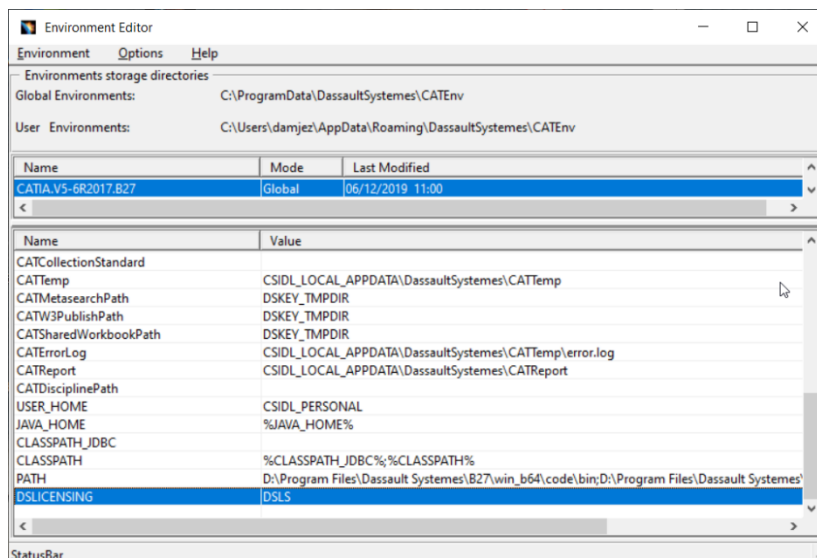 Environment Editor
Environment Options Help
Environments storage directories
Global Environments: C:\ProgramData\DassaultSystemes\CATEnv
User Environments: C:\Users\damjez\AppData\Roaming\DassaultSystemes\CATEnv
Name Mode Last Modified
CATIA.V5-6R2017.B27 Global 06/12/2019 11:00
Name Value
CATCollectionStandard
CATTemp CSIDL_LOCAL_APPDATA\DassaultSystemes\CATTemp
CATMetasearchPath DSKEY_TMPDIR
CATW3PublishPath DSKEY_TMPDIR
CATSharedWorkbookPath DSKEY_TMPDIR
CATErrorLog CSIDL_LOCAL_APPDATA\DassaultSystemes\CATTemp\error.log
CATReport CSIDL_LOCAL_APPDATA\DassaultSystemes\CATReport
CATDisciplinePath
USER_HOME CSIDL_PERSONAL
JAVA_HOME %JAVA_HOME%
CLASSPATH_JDBC
CLASSPATH %CLASSPATH_JDBC%;%CLASSPATH%
PATH D:\Program Files\Dassault Systemes\B27\win_b64\code\bin;D:\Program Files\Dassault Systemes\
DSLICENSING DSLS
StatusBar